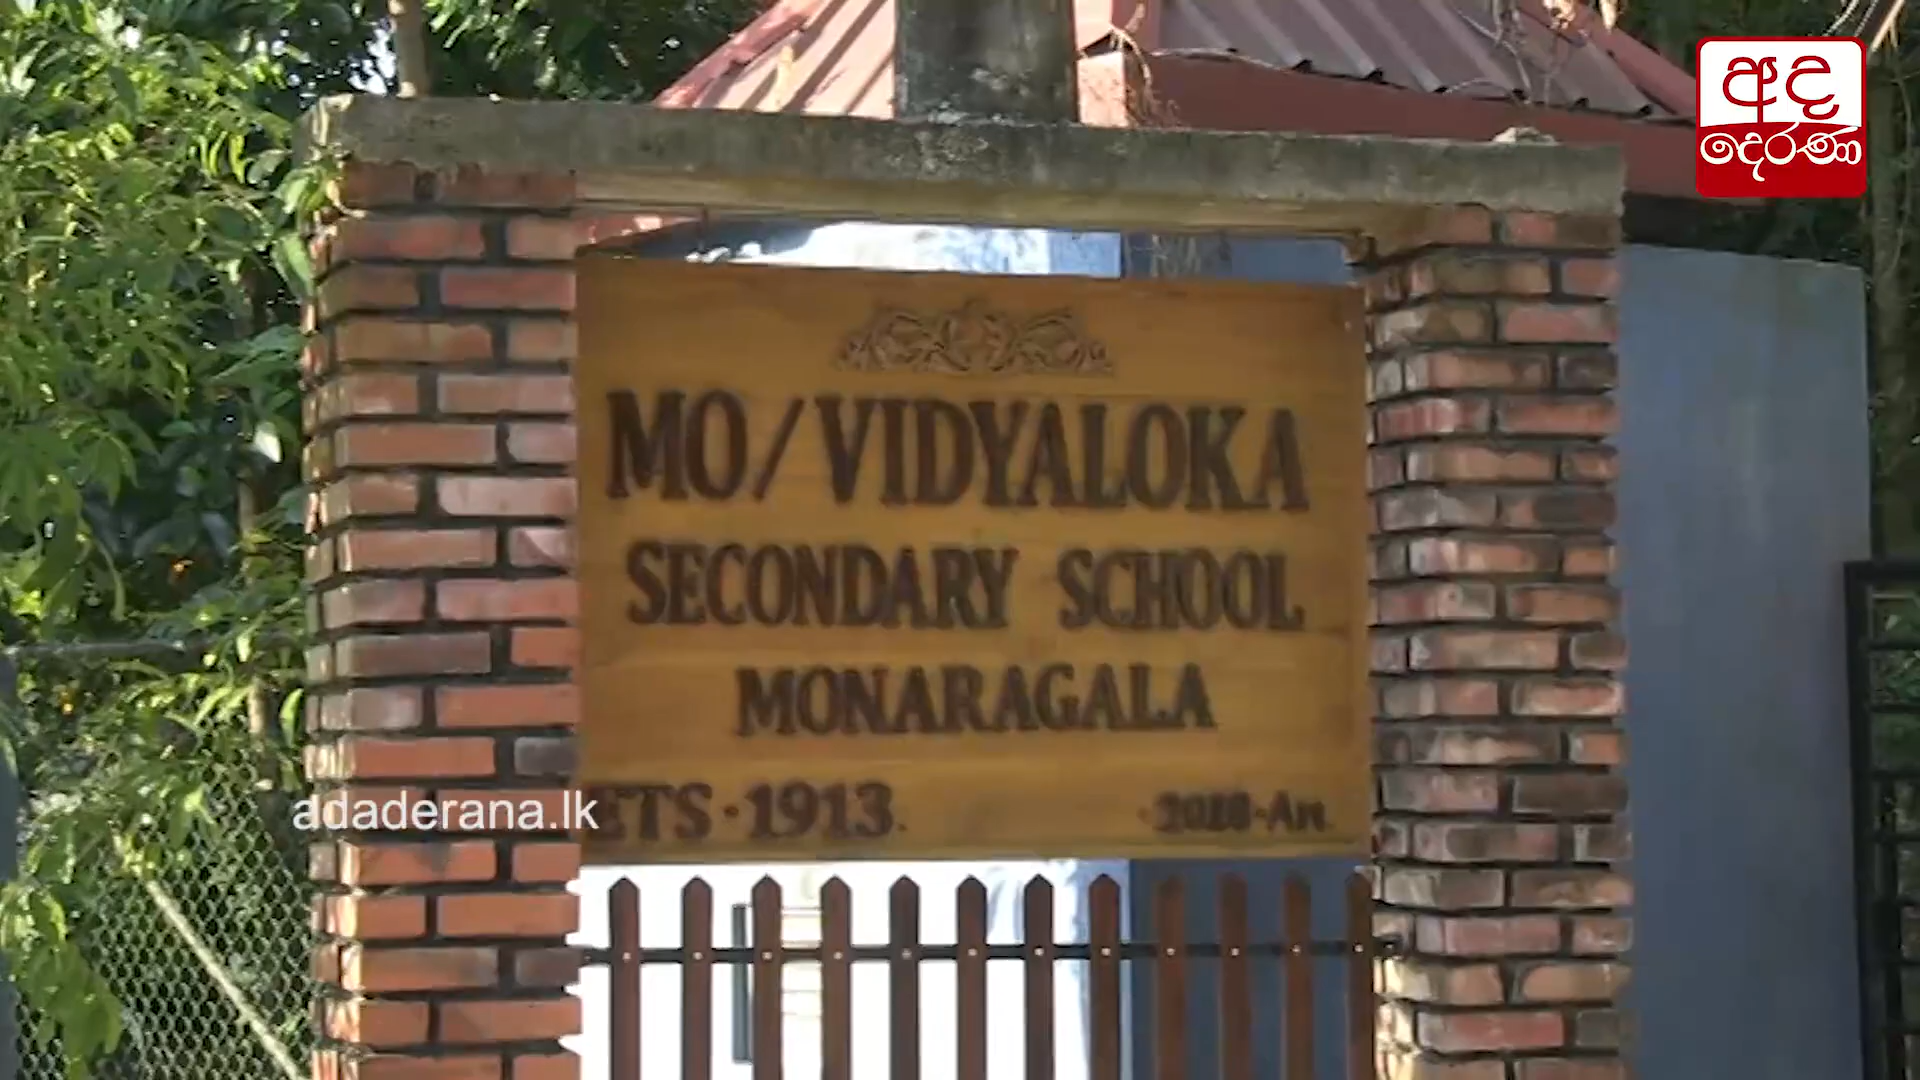 අද
දෙරණ
MO/VIDYALOKA
SECONDARY SCHOOL
MONARAGALA
ETS·1913.
adaderana.lk